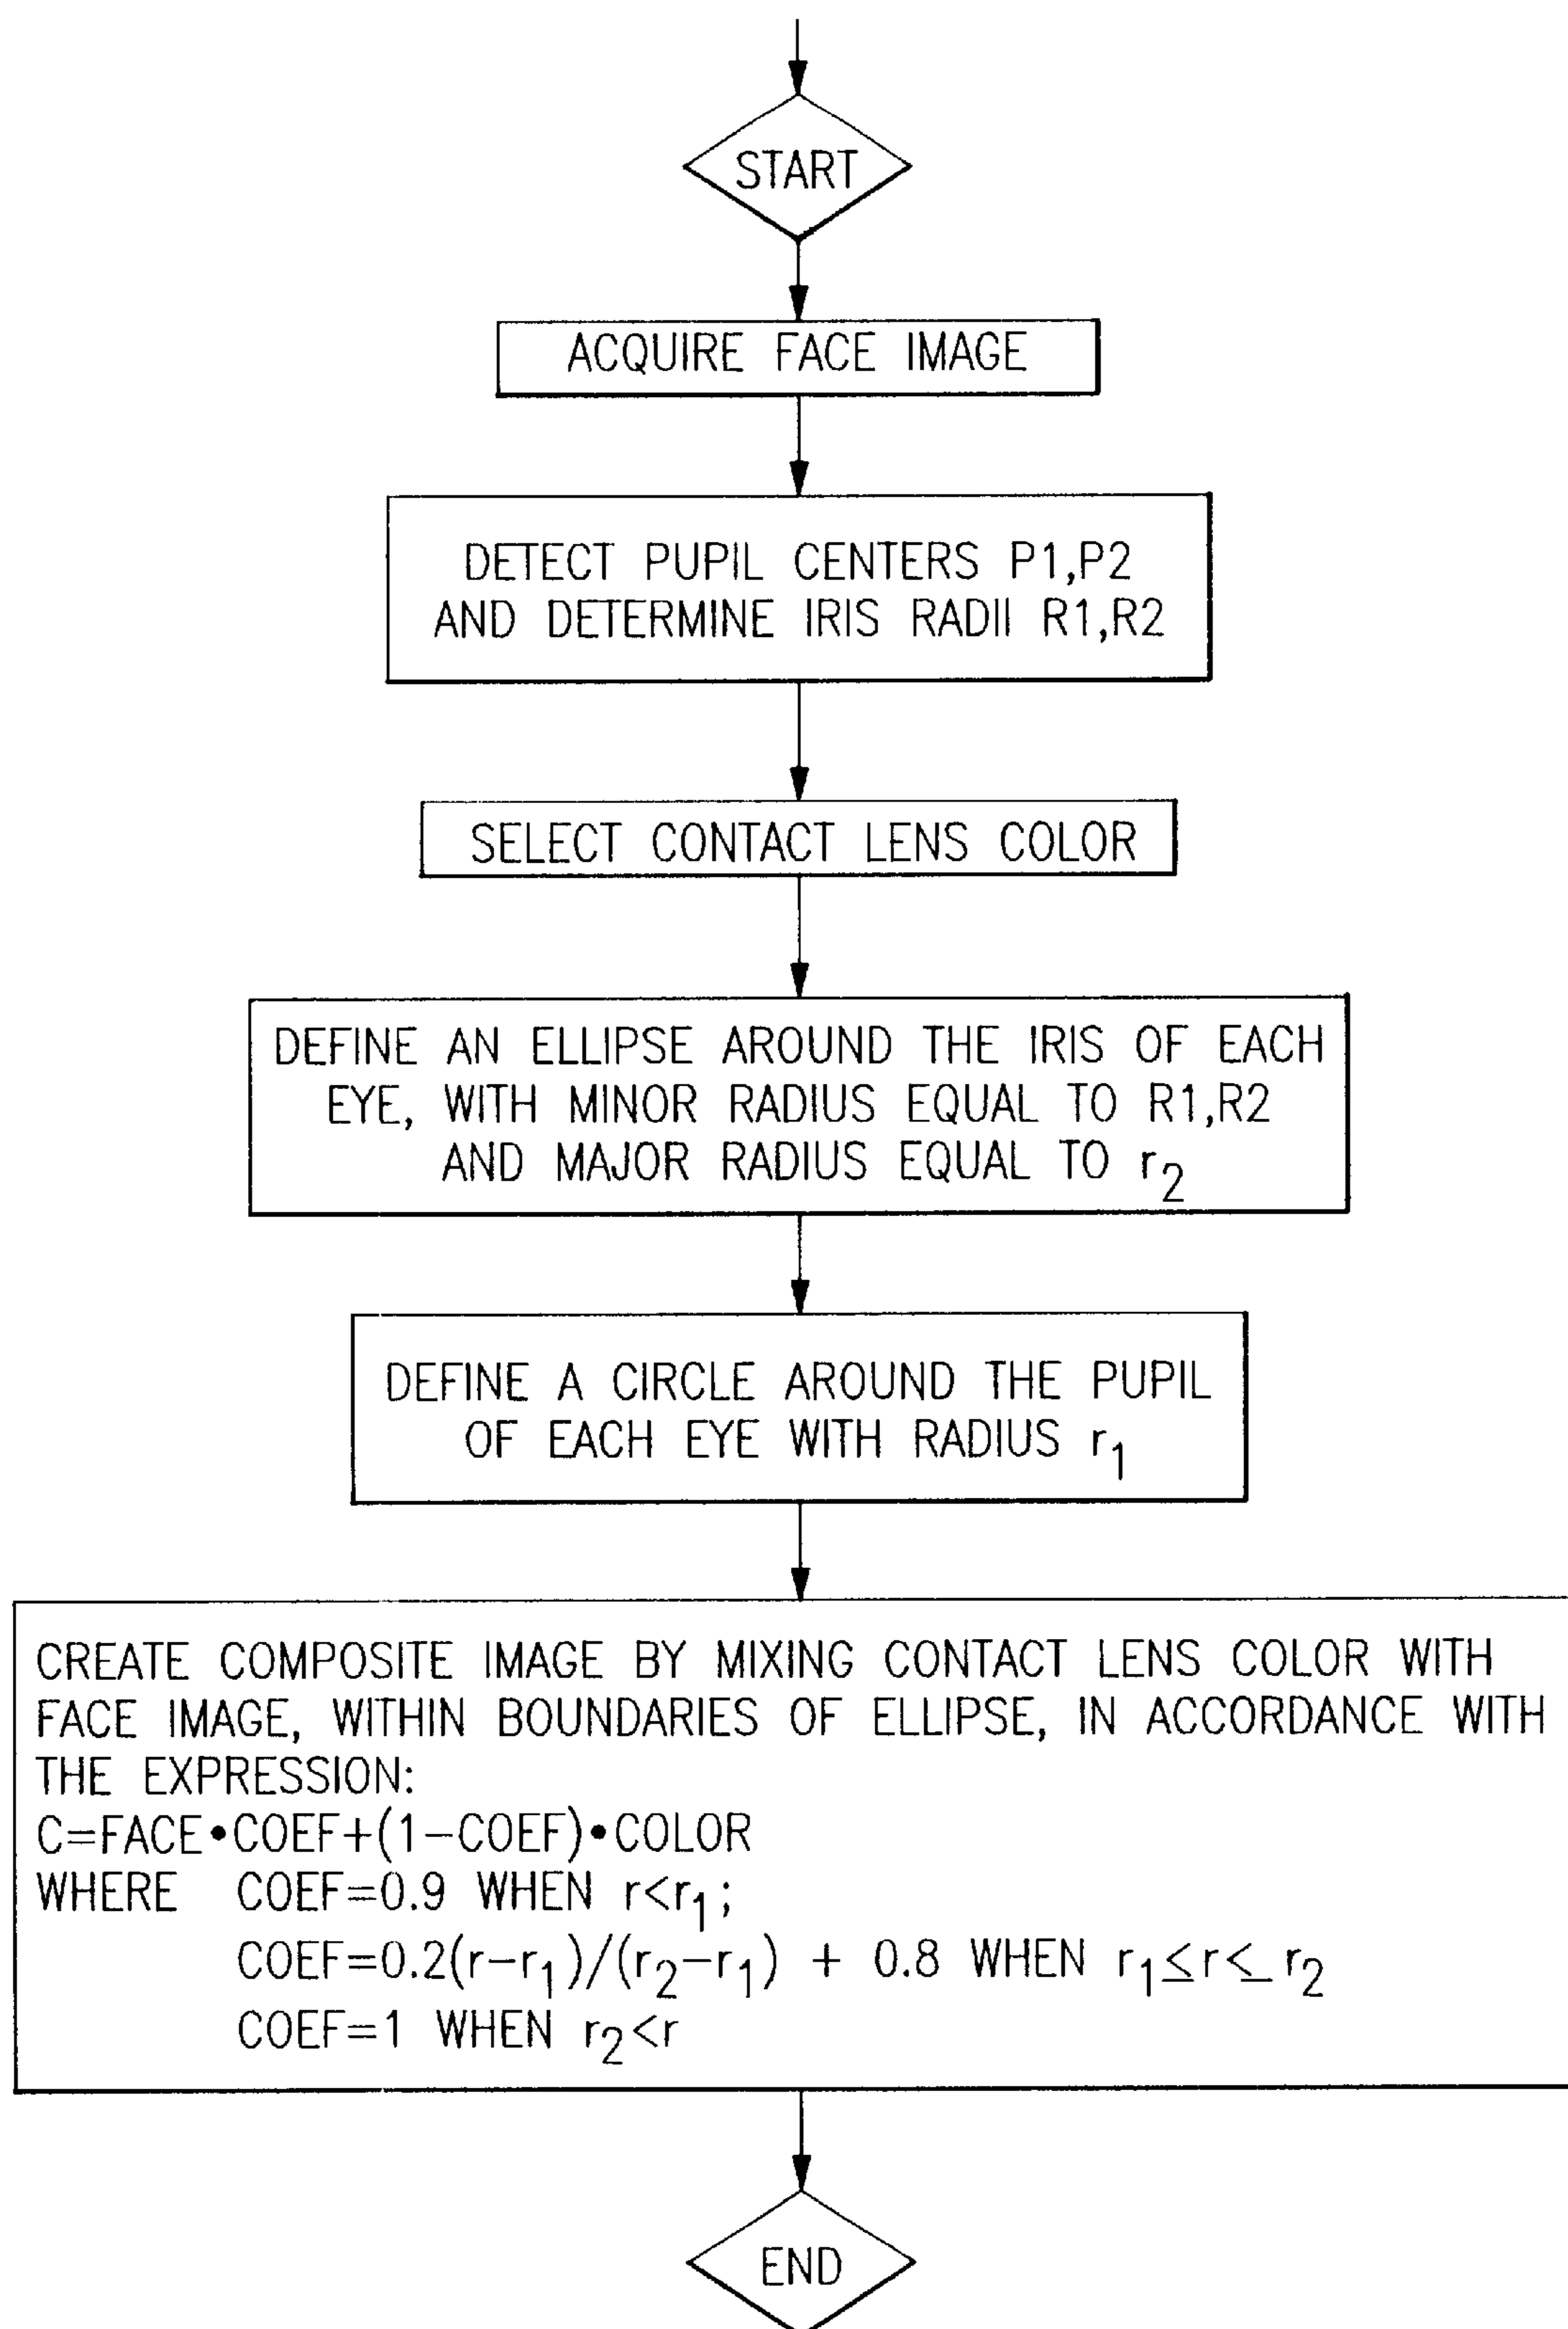 START
ACQUIRE FACE IMAGE
DETECT PUPIL CENTERS P1,P2
AND DETERMINE IRIS RADII R1,R2
SELECT CONTACT LENS COLOR
DEFINE AN ELLIPSE AROUND THE IRIS OF EACH
EYE, WITH MINOR RADIUS EQUAL TO R1,R2
AND MAJOR RADIUS EQUAL TO r₂
DEFINE A CIRCLE AROUND THE PUPIL
OF EACH EYE WITH RADIUS r₁
CREATE COMPOSITE IMAGE BY MIXING CONTACT LENS COLOR WITH
FACE IMAGE, WITHIN BOUNDARIES OF ELLIPSE, IN ACCORDANCE WITH
THE EXPRESSION:
C=FACE•COEF+(1−COEF)•COLOR
WHERE COEF=0.9 WHEN r<r₁;
COEF=0.2(r−r₁)/(r₂−r₁) + 0.8 WHEN r₁≤r≤r₂
COEF=1 WHEN r₂<r
END